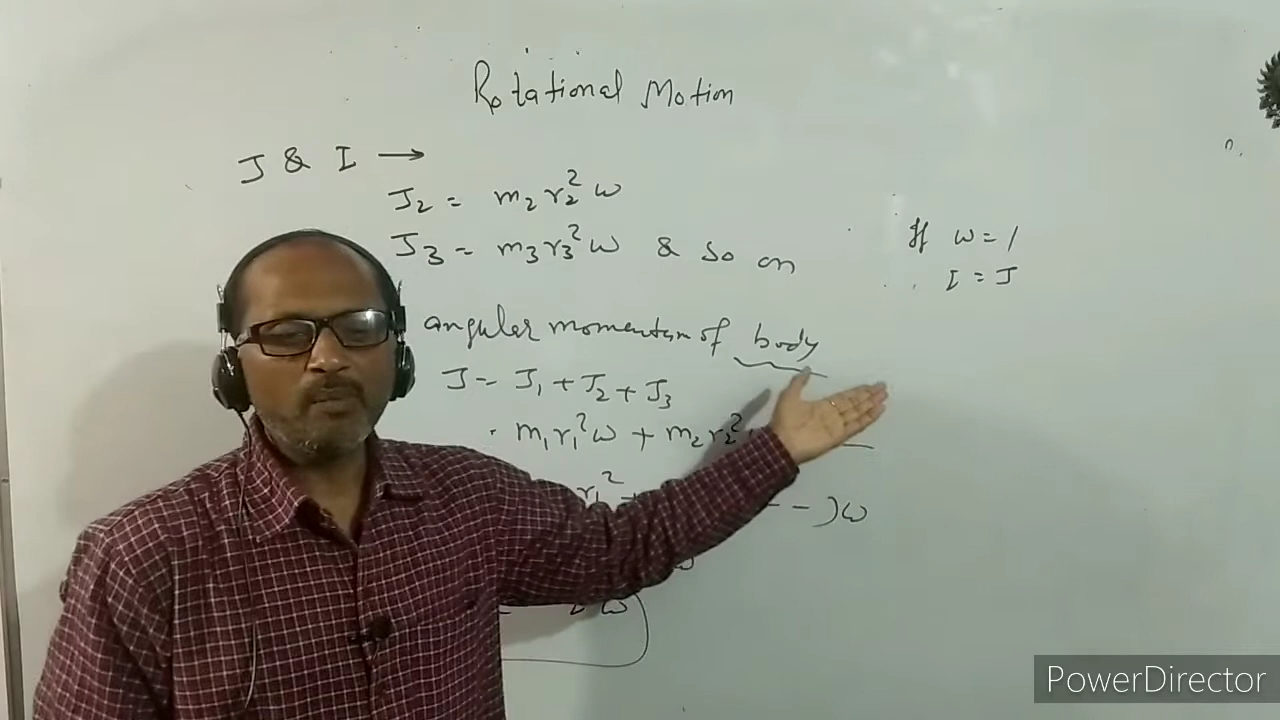 Rotational Motion
J & I →
J₂ = m₂r₂²ω
J₃ = m₃r₃²ω & so on
If ω = 1
I = J
angular momentum of body
J = J₁ + J₂ + J₃
m₁r₁²ω + m₂r₂²
r₁² + - - )ω
ω
= I ω
PowerDirector